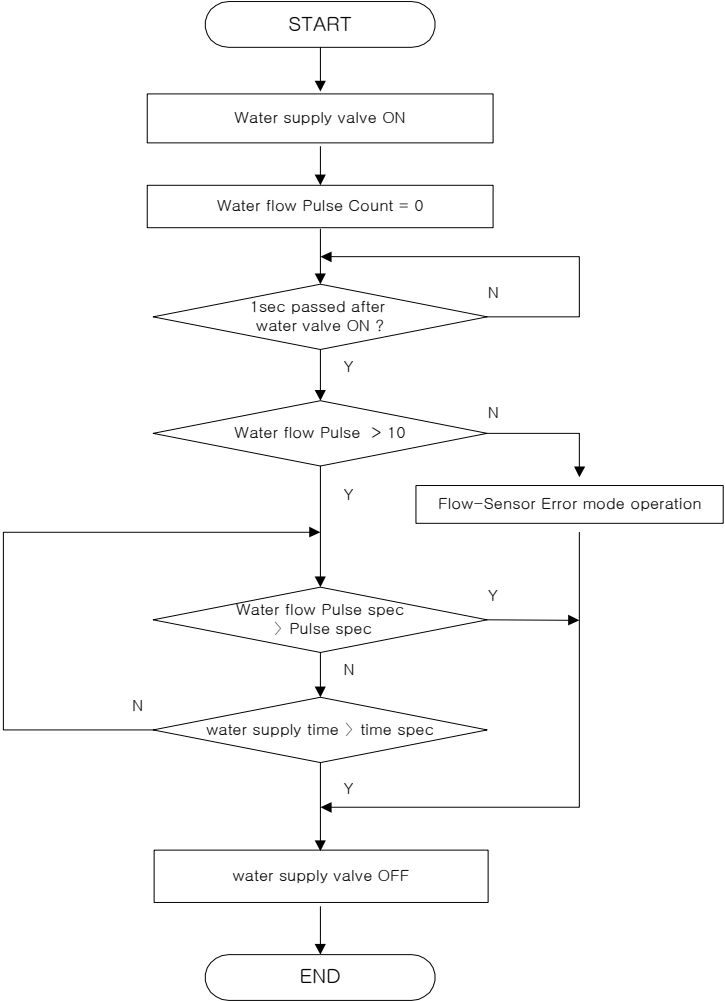 START
Water supply valve ON
Water flow Pulse Count = 0
1sec passed after
water valve ON ?
N
Y
Water flow Pulse > 10
N
Y
Flow-Sensor Error mode operation
Water flow Pulse spec
〉 Pulse spec
Y
N
water supply time 〉 time spec
N
Y
water supply valve OFF
END